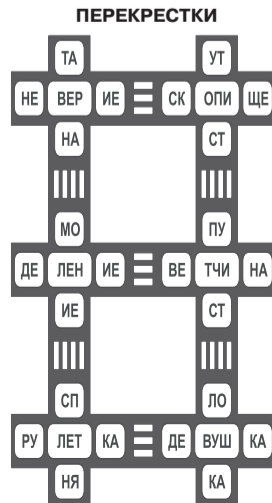 ПЕРЕКРЕСТКИ
ТА УТ
НЕ ВЕР ИЕ СК ОПИ ЩЕ
НА СТ
МО ПУ
ДЕ ЛЕН ИЕ ВЕ ТЧИ НА
ИЕ СТ
СП ЛО
РУ ЛЕТ КА ДЕ ВУШ КА
НЯ КА